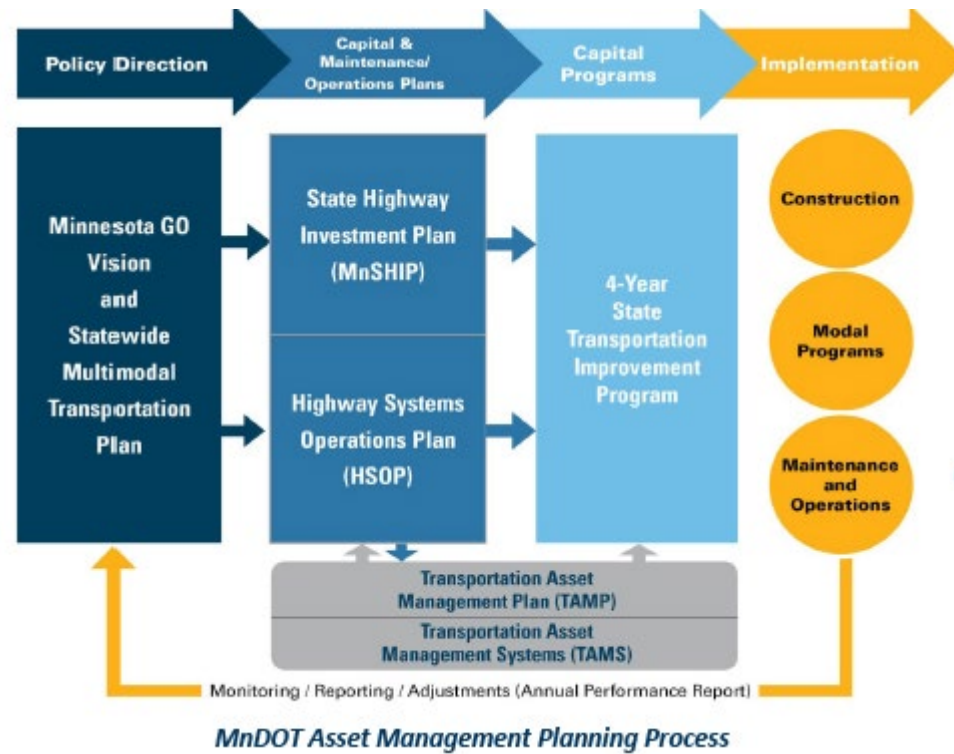 Policy Direction
Capital &
Maintenance/
Operations Plans
Capital
Programs
Implementation
Minnesota GO
Vision
and
Statewide
Multimodal
Transportation
Plan
State Highway
Investment Plan
(MnSHIP)
Highway Systems
Operations Plan
(HSOP)
4-Year
State
Transportation
Improvement
Program
Construction
Modal
Programs
Maintenance
and
Operations
Transportation Asset
Management Plan (TAMP)
Transportation Asset
Management Systems (TAMS)
Monitoring / Reporting / Adjustments (Annual Performance Report)
MnDOT Asset Management Planning Process